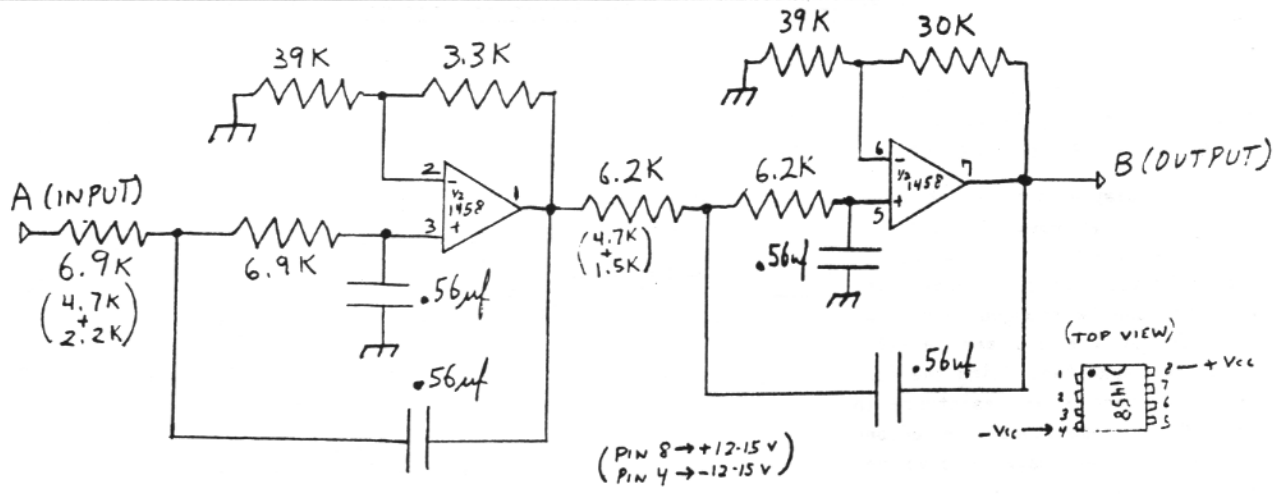 39K
3.3K
39K
30K
2
-
½
1458
+
3
1
6
-
½
1458
+
5
7
A (INPUT)
B (OUTPUT)
6.9K
(4.7K
+
2.2K)
6.9K
.56µf
.56µf
6.2K
(4.7K
+
1.5K)
6.2K
.56uf
.56uf
(PIN 8→+12-15 V
PIN 4→-12-15 V)
(TOP VIEW)
1
2
3
4
8
7
6
5
1458
+ Vcc
-Vcc